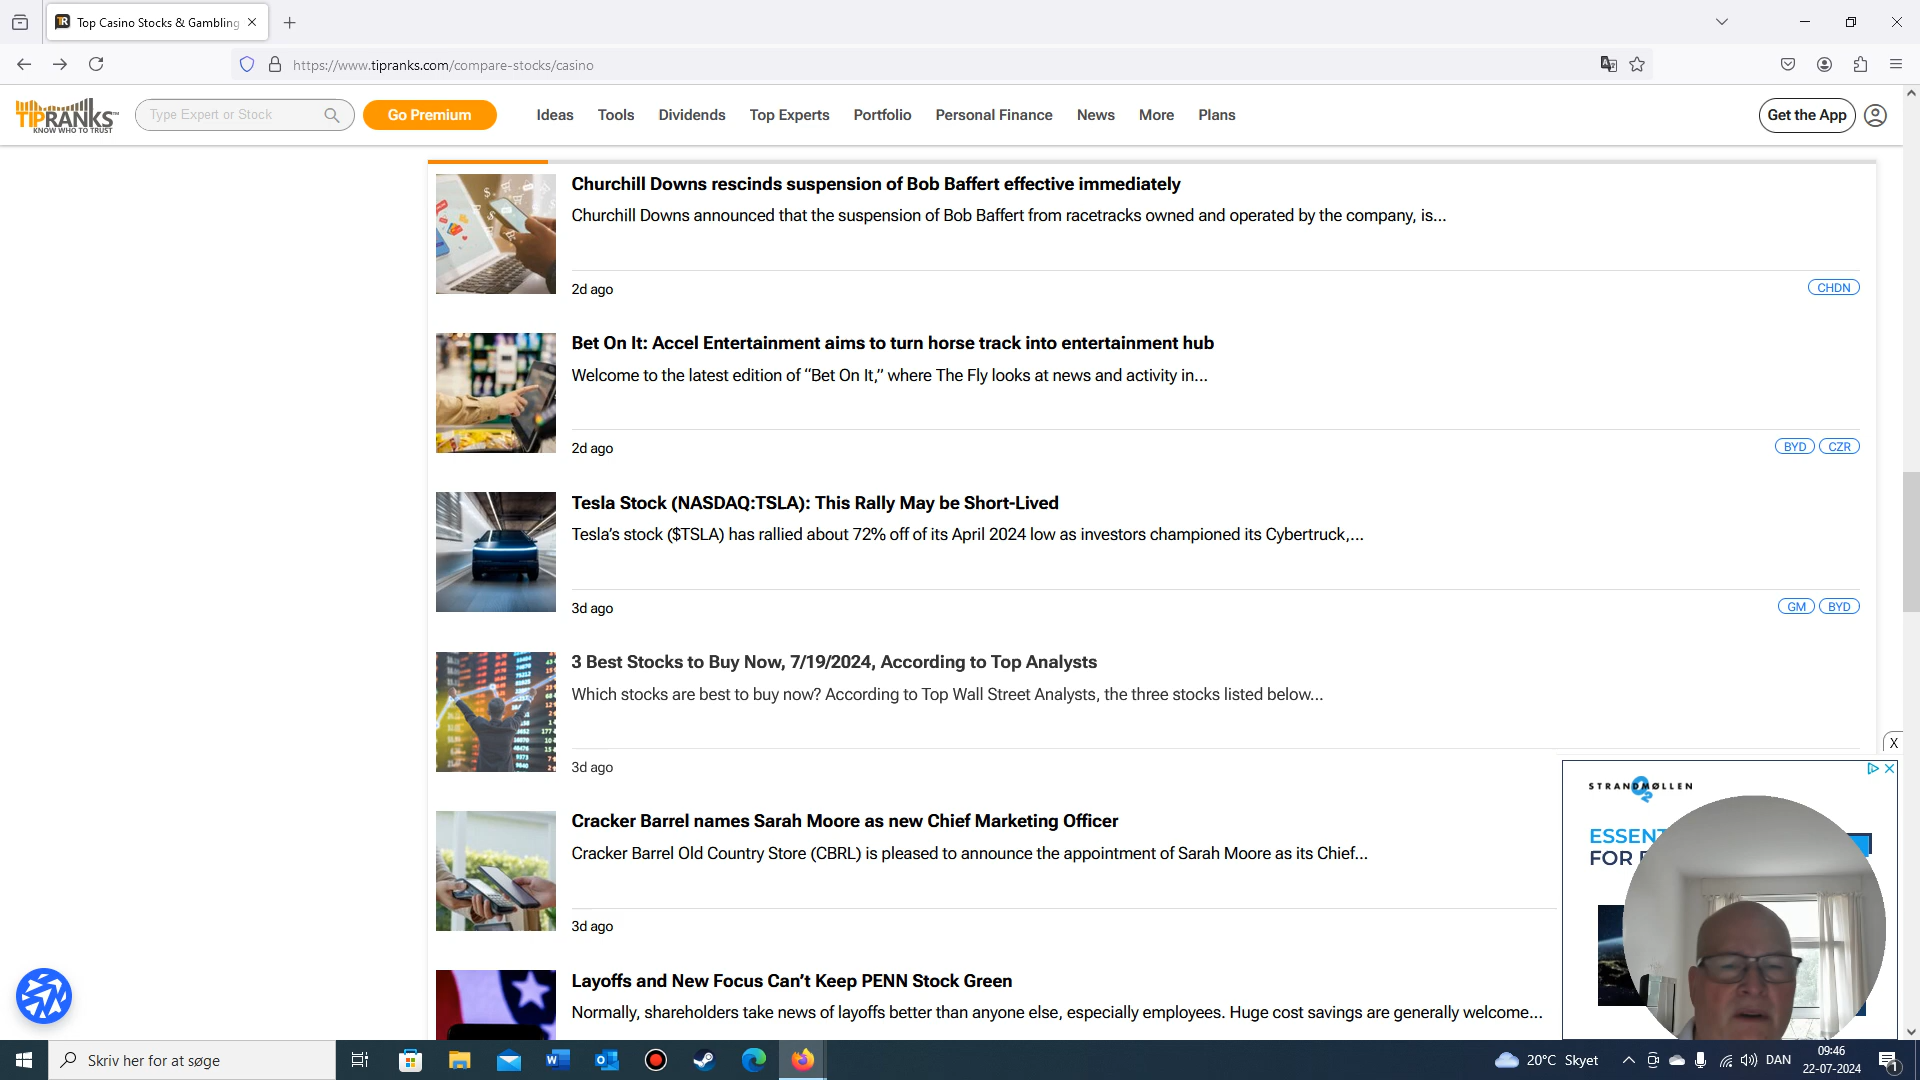 Top Casino Stocks & Gambling
https://www.tipranks.com/compare-stocks/casino
TIPRANKS™
KNOW WHO TO TRUST
Type Expert or Stock
Go Premium
Ideas
Tools
Dividends
Top Experts
Portfolio
Personal Finance
News
More
Plans
Get the App
Churchill Downs rescinds suspension of Bob Baffert effective immediately
Churchill Downs announced that the suspension of Bob Baffert from racetracks owned and operated by the company, is...
2d ago
CHDN
Bet On It: Accel Entertainment aims to turn horse track into entertainment hub
Welcome to the latest edition of “Bet On It,” where The Fly looks at news and activity in...
2d ago
BYD
CZR
Tesla Stock (NASDAQ:TSLA): This Rally May be Short-Lived
Tesla’s stock ($TSLA) has rallied about 72% off of its April 2024 low as investors championed its Cybertruck,...
3d ago
GM
BYD
3 Best Stocks to Buy Now, 7/19/2024, According to Top Analysts
Which stocks are best to buy now? According to Top Wall Street Analysts, the three stocks listed below...
3d ago
X
Cracker Barrel names Sarah Moore as new Chief Marketing Officer
Cracker Barrel Old Country Store (CBRL) is pleased to announce the appointment of Sarah Moore as its Chief...
3d ago
STRANDMØLLEN
ESSENT
FOR
Layoffs and New Focus Can’t Keep PENN Stock Green
Normally, shareholders take news of layoffs better than anyone else, especially employees. Huge cost savings are generally welcome...
Skriv her for at søge
20°C Skyet
DAN
09:46
22-07-2024
1